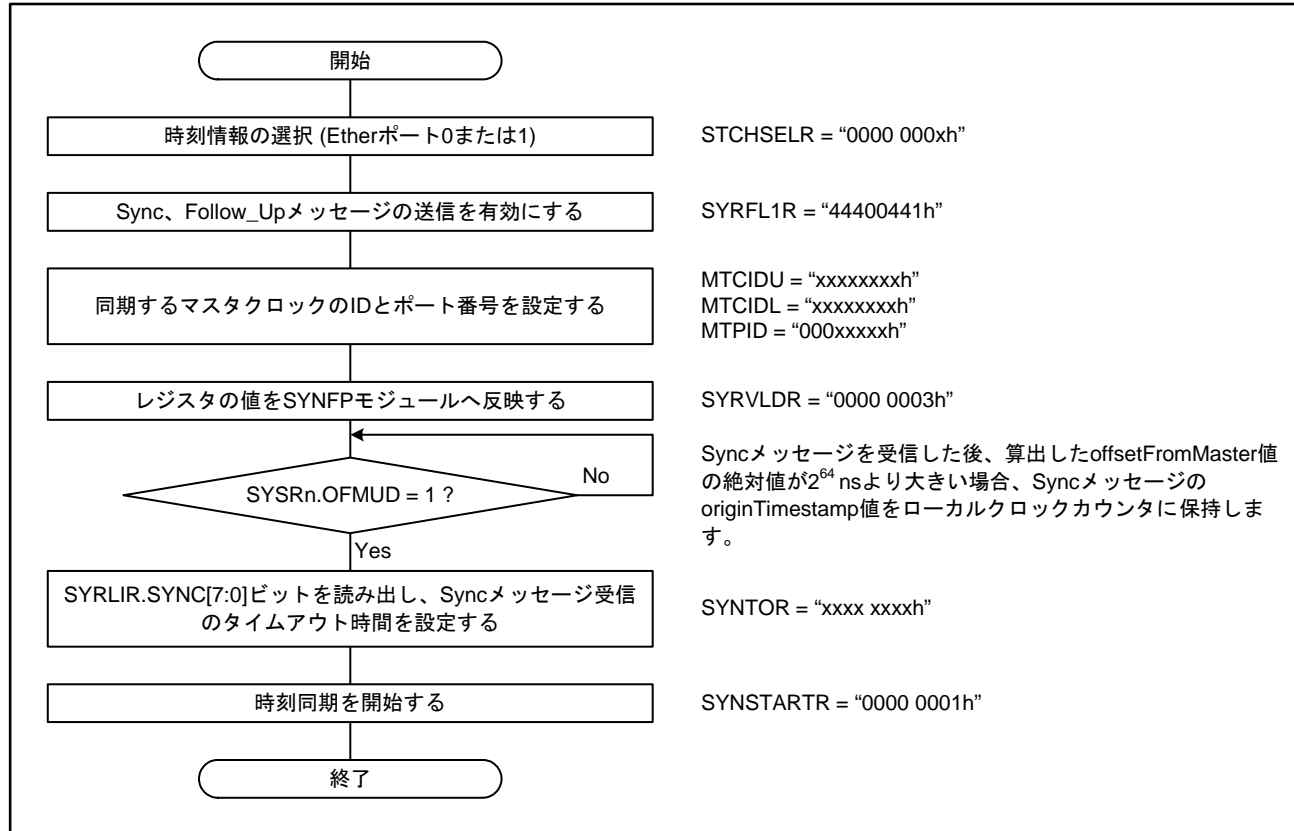 開始
時刻情報の選択 (Etherポート0または1)
STCHSELR = “0000 000xh”
Sync、Follow_Upメッセージの送信を有効にする
SYRFL1R = “44400441h”
同期するマスタクロックのIDとポート番号を設定する
MTCIDU = “xxxxxxxxh”
MTCIDL = “xxxxxxxxh”
MTPID = “000xxxxxh”
レジスタの値をSYNFPモジュールへ反映する
SYRVLDR = “0000 0003h”
SYSRn.OFMUD = 1 ?
No
Yes
Syncメッセージを受信した後、算出したoffsetFromMaster値
の絶対値が2^64 nsより大きい場合、Syncメッセージの
originTimestamp値をローカルクロックカウンタに保持しま
す。
SYRLIR.SYNC[7:0]ビットを読み出し、Syncメッセージ受信
のタイムアウト時間を設定する
SYNTOR = “xxxx xxxxh”
時刻同期を開始する
SYNSTARTR = “0000 0001h”
終了